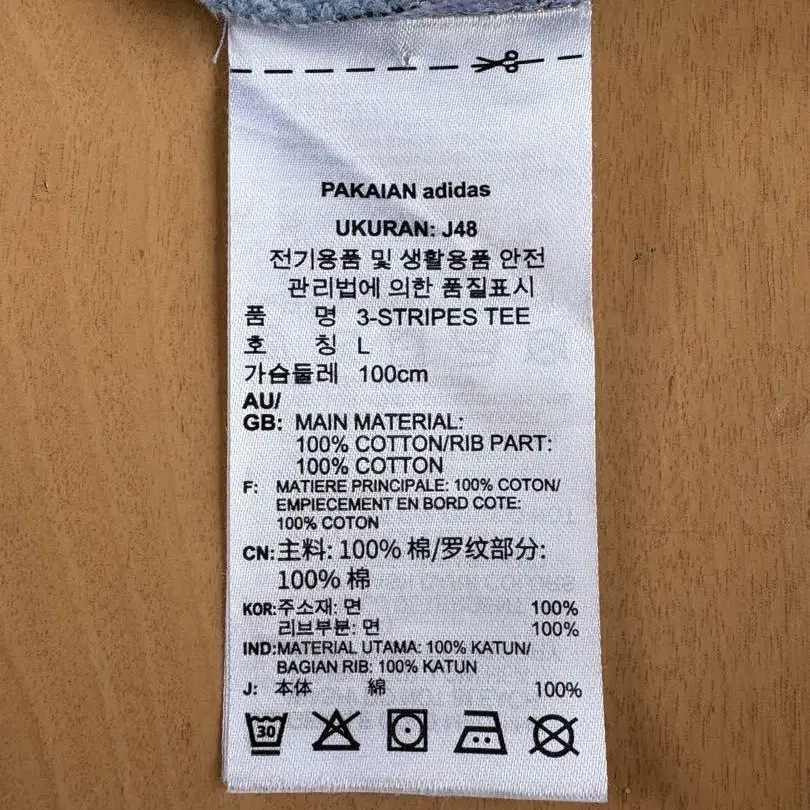 PAKAIAN adidas
UKURAN: J48
전기용품 및 생활용품 안전
관리법에 의한 품질표시
품 명 3-STRIPES TEE
호 칭 L
가슴둘레 100cm
AU/
GB: MAIN MATERIAL:
100% COTTON/RIB PART:
100% COTTON
F: MATIERE PRINCIPALE: 100% COTON/
EMPIECEMENT EN BORD COTE:
100% COTON
CN:主料: 100% 棉/罗纹部分:
100% 棉
KOR:주소재: 면 100%
리브부분: 면 100%
IND:MATERIAL UTAMA: 100% KATUN/
BAGIAN RIB: 100% KATUN
J: 本体 綿 100%
30